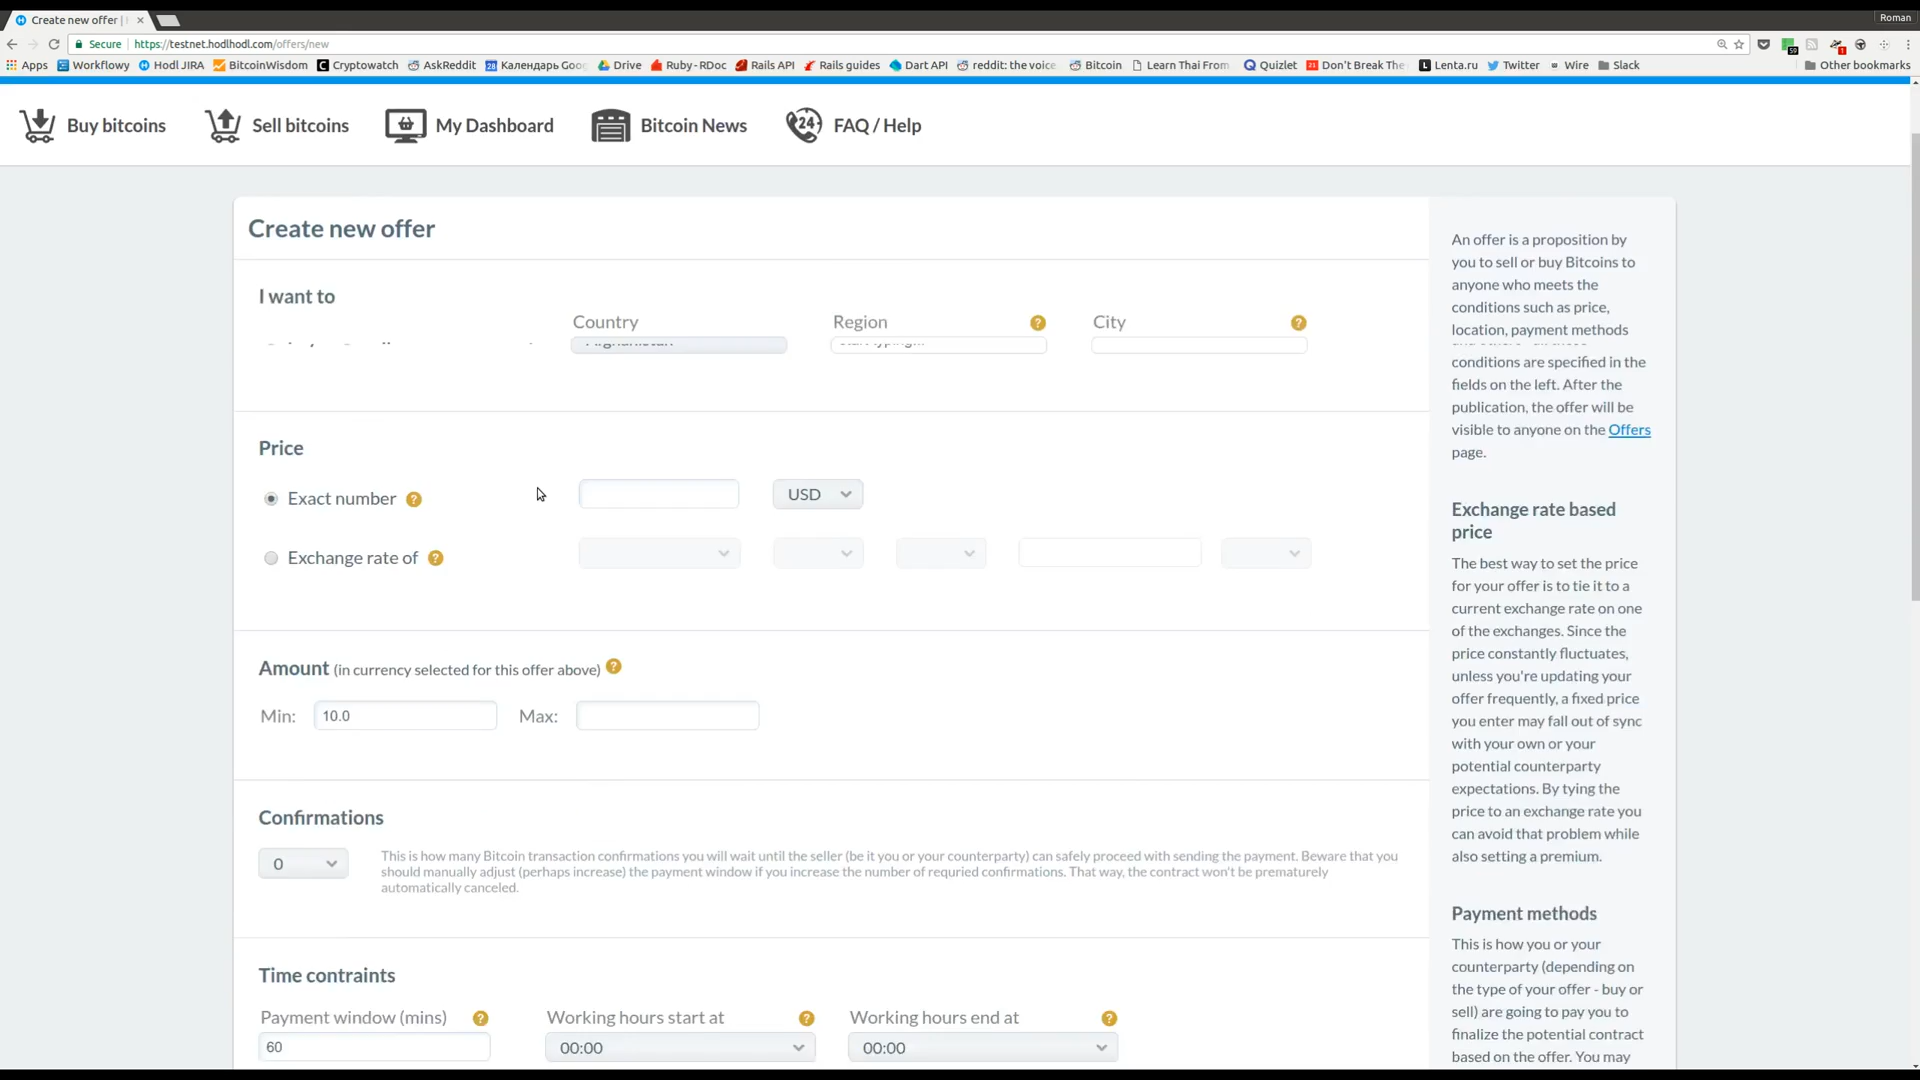 Create new offer |
Roman
Secure
https://testnet.hodlhodl.com/offers/new
59
1
Apps
Workflowy
Hodl JIRA
BitcoinWisdom
Cryptowatch
AskReddit
28
Календарь Goo
Drive
Ruby - RDoc
Rails API
Rails guides
Dart API
reddit: the voice
Bitcoin
Learn Thai From
Quizlet
21
Don't Break The
Lenta.ru
Twitter
Wire
Slack
Other bookmarks
Buy bitcoins
Sell bitcoins
My Dashboard
Bitcoin News
24
FAQ / Help
Create new offer
I want to
Country
Region
?
City
?
Afghanistan
Start typing...
Price
Exact number ?
USD
Exchange rate of ?
Amount (in currency selected for this offer above) ?
Min: 10.0 Max:
Confirmations
0
This is how many Bitcoin transaction confirmations you will wait until the seller (be it you or your counterparty) can safely proceed with sending the payment. Beware that you
should manually adjust (perhaps increase) the payment window if you increase the number of requried confirmations. That way, the contract won't be prematurely
automatically canceled.
Time contraints
Payment window (mins) ?
Working hours start at ?
Working hours end at ?
60
00:00
00:00
An offer is a proposition by
you to sell or buy Bitcoins to
anyone who meets the
conditions such as price,
location, payment methods
conditions are specified in the
fields on the left. After the
publication, the offer will be
visible to anyone on the Offers
page.
Exchange rate based
price
The best way to set the price
for your offer is to tie it to a
current exchange rate on one
of the exchanges. Since the
price constantly fluctuates,
unless you're updating your
offer frequently, a fixed price
you enter may fall out of sync
with your own or your
potential counterparty
expectations. By tying the
price to an exchange rate you
can avoid that problem while
also setting a premium.
Payment methods
This is how you or your
counterparty (depending on
the type of your offer - buy or
sell) are going to pay you to
finalize the potential contract
based on the offer. You may